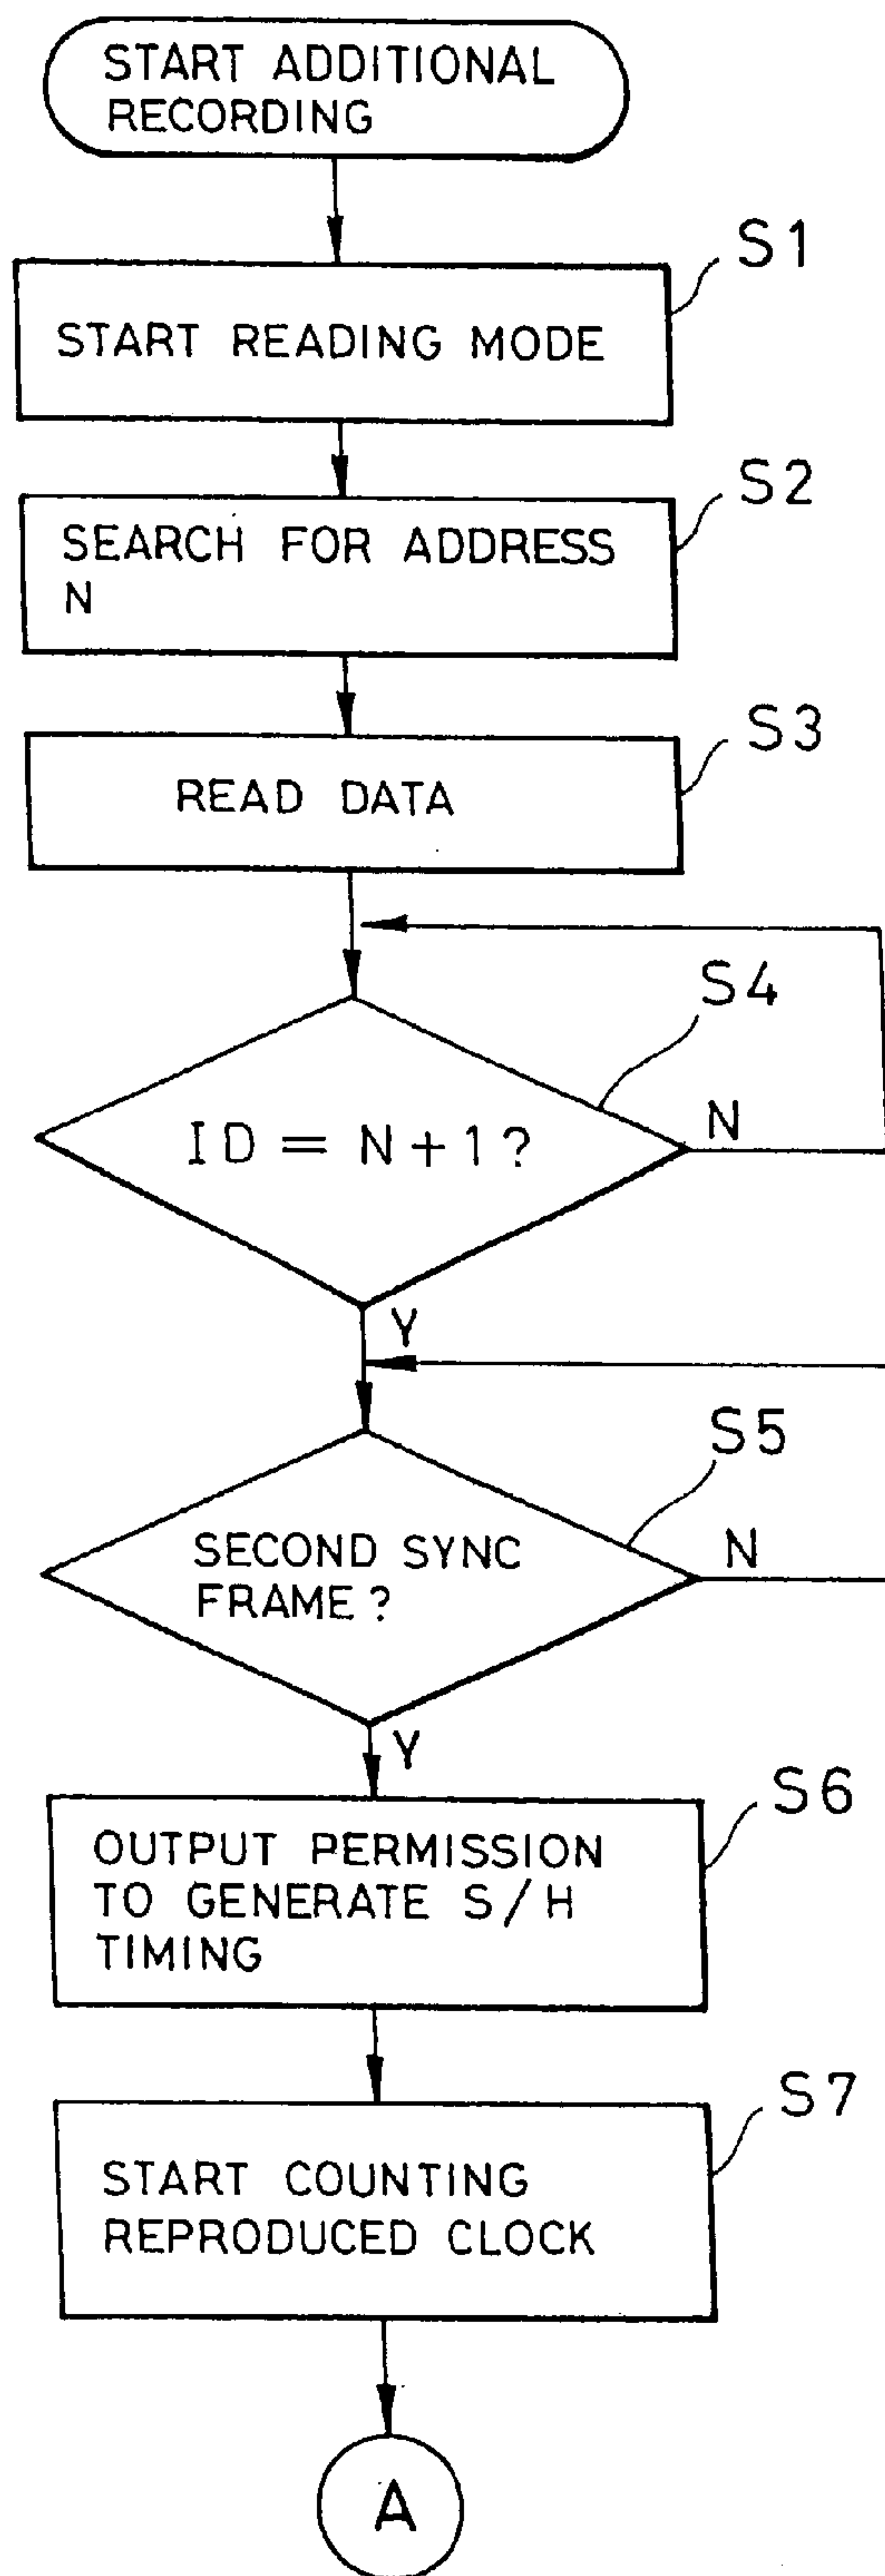 START ADDITIONAL
RECORDING
S1
START READING MODE
S2
SEARCH FOR ADDRESS
N
S3
READ DATA
S4
ID = N+1?
N
Y
S5
SECOND SYNC
FRAME?
N
Y
S6
OUTPUT PERMISSION
TO GENERATE S/H
TIMING
S7
START COUNTING
REPRODUCED CLOCK
A